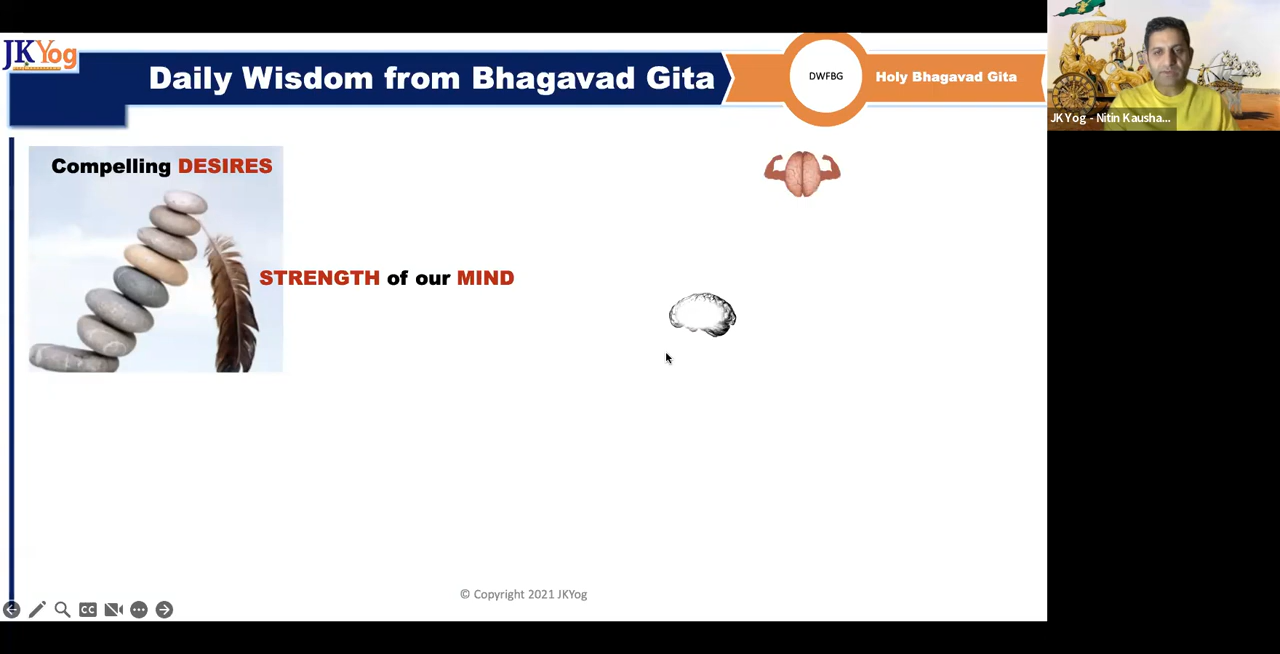 JKYog
Daily Wisdom from Bhagavad Gita
DWFBG
Holy Bhagavad Gita
JKYog - Nitin Kausha...
Compelling DESIRES
STRENGTH of our MIND
© Copyright 2021 JKYog
CC